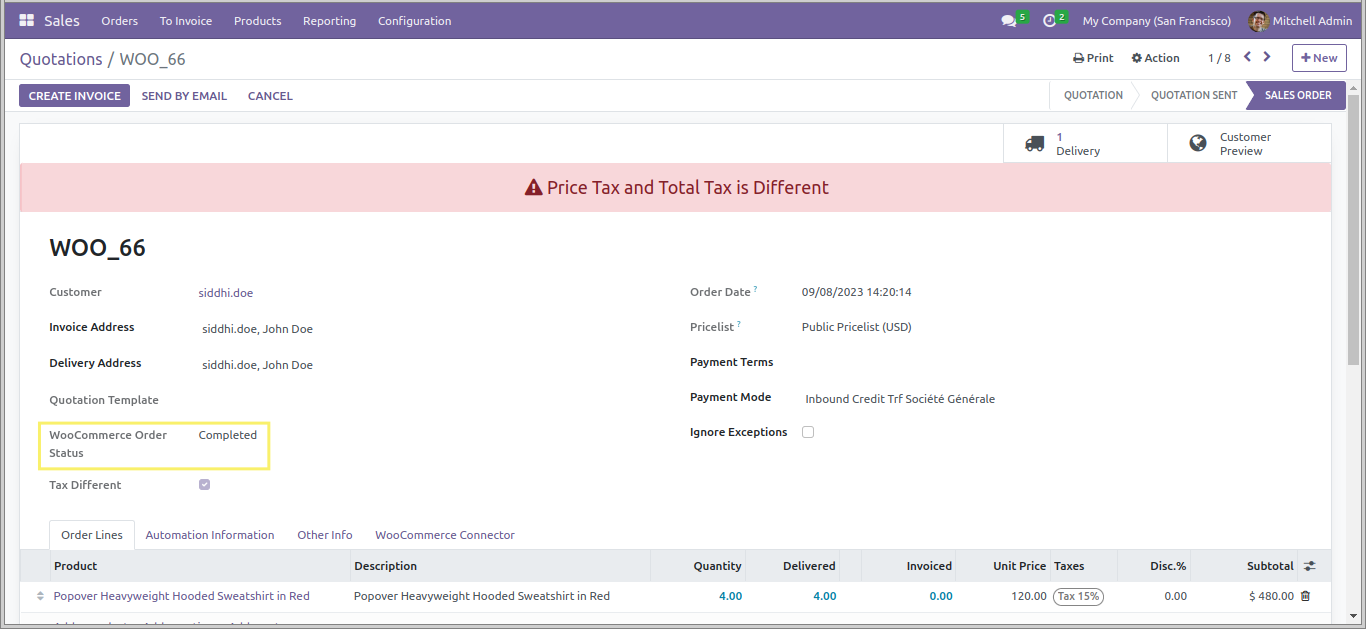 Sales Orders To Invoice Products Reporting Configuration 5 2 My Company (San Francisco) Mitchell Admin
Quotations / WOO_66 Print Action 1 / 8 New
CREATE INVOICE SEND BY EMAIL CANCEL QUOTATION QUOTATION SENT SALES ORDER
1
Delivery
Customer
Preview
Price Tax and Total Tax is Different
WOO_66
Customer siddhi.doe
Invoice Address siddhi.doe, John Doe
Delivery Address siddhi.doe, John Doe
Quotation Template
WooCommerce Order
Status
Completed
Tax Different
Order Date ? 09/08/2023 14:20:14
Pricelist ? Public Pricelist (USD)
Payment Terms
Payment Mode Inbound Credit Trf Société Générale
Ignore Exceptions
Order Lines Automation Information Other Info WooCommerce Connector
Product Description Quantity Delivered Invoiced Unit Price Taxes Disc.% Subtotal
Popover Heavyweight Hooded Sweatshirt in Red Popover Heavyweight Hooded Sweatshirt in Red 4.00 4.00 0.00 120.00 Tax 15% 0.00 $ 480.00